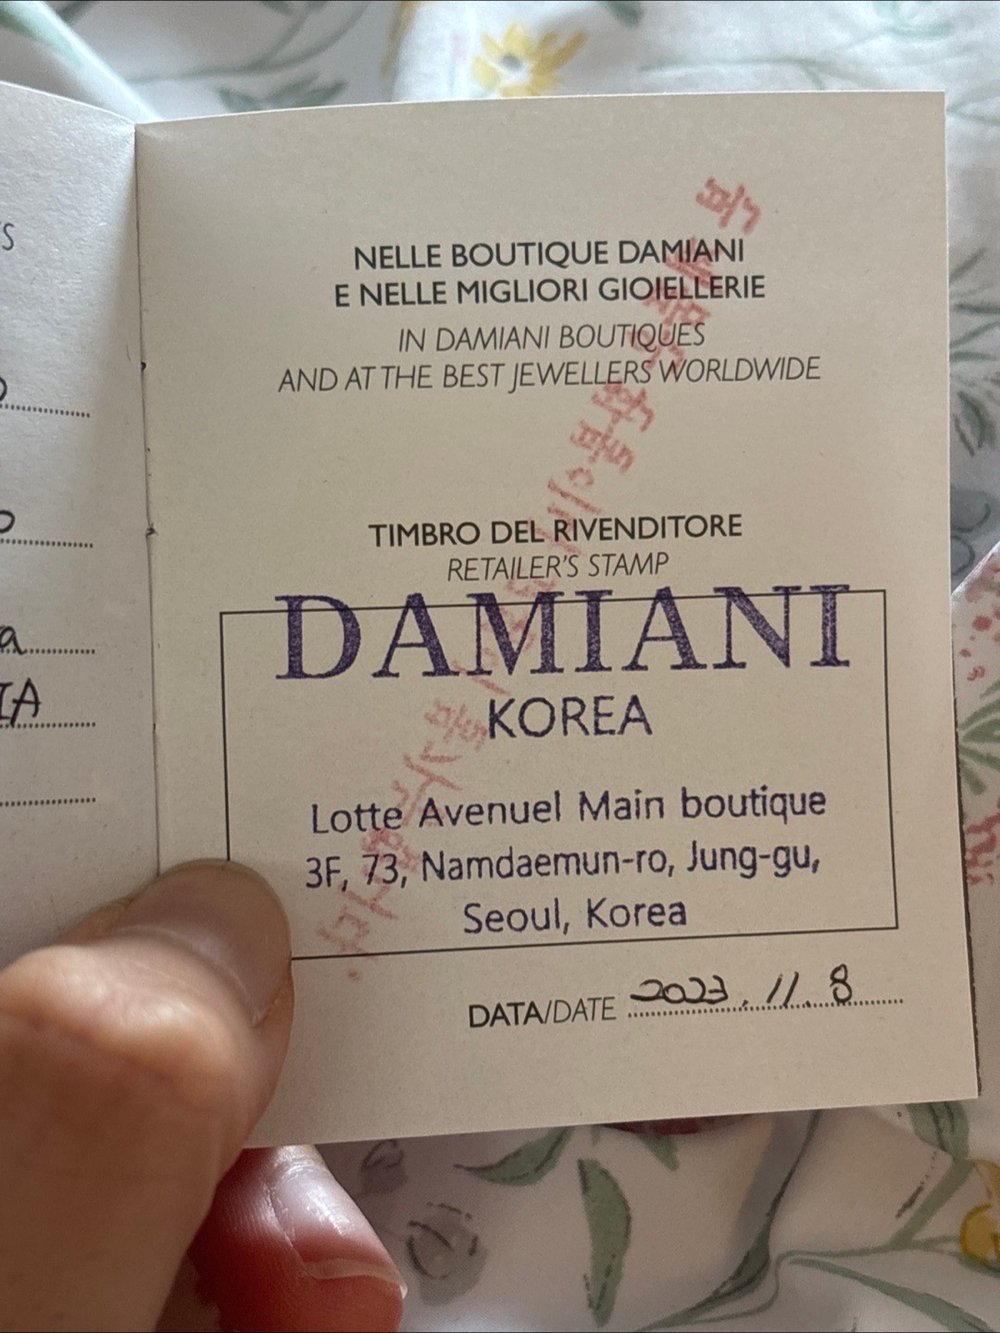 S
a
IA
NELLE BOUTIQUE DAMIANI
E NELLE MIGLIORI GIOIELLERIE
IN DAMIANI BOUTIQUES
AND AT THE BEST JEWELLERS WORLDWIDE
TIMBRO DEL RIVENDITORE
RETAILER'S STAMP
DAMIANI
KOREA
Lotte Avenuel Main boutique
3F, 73, Namdaemun-ro, Jung-gu,
Seoul, Korea
DATA/DATE 2023. 11. 8